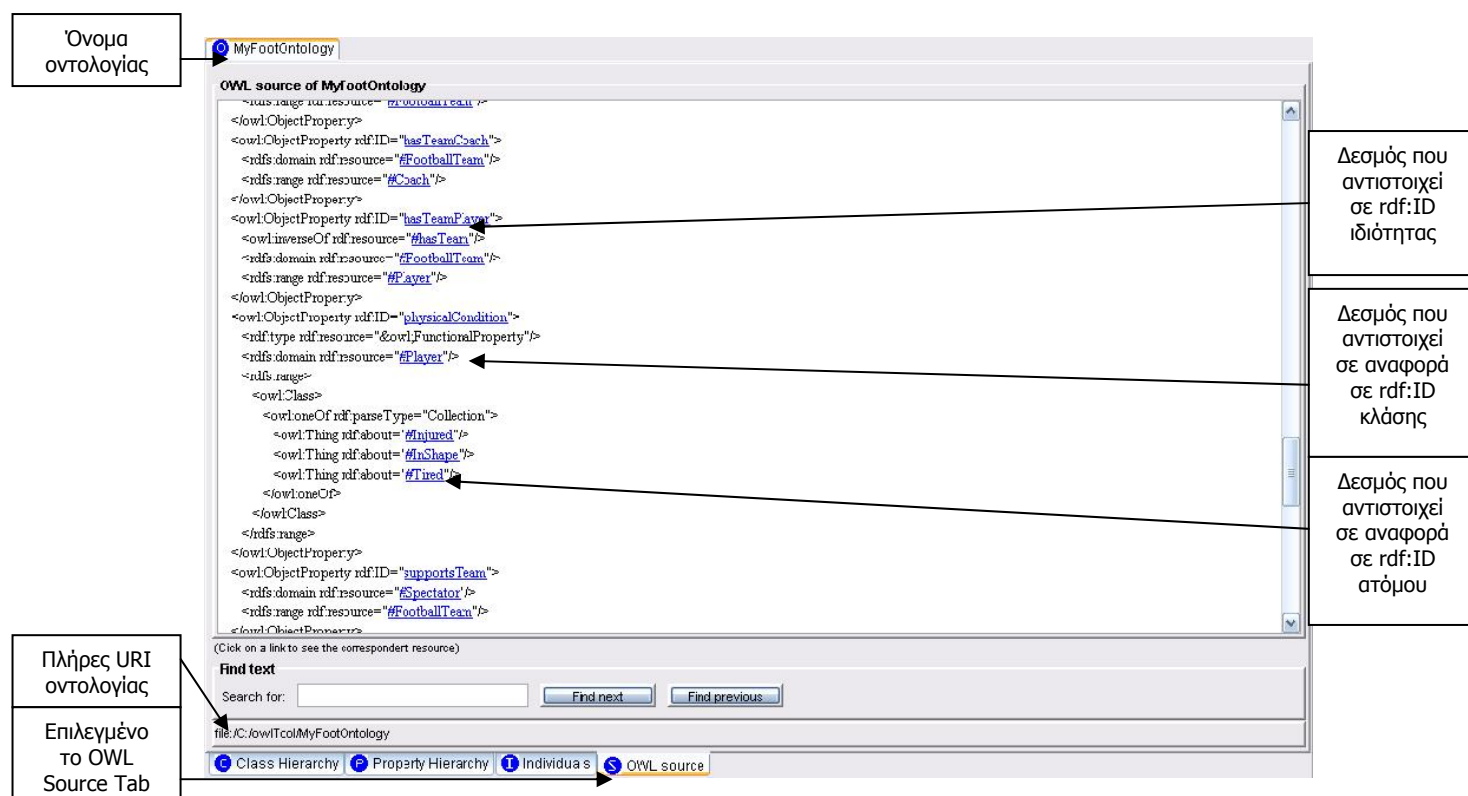 Όνομα
οντολογίας
MyFootOntology
OWL source of MyFootOntology
<rdfs:range rdf:resource="#FootballTeam"/>
</owl:ObjectProperty>
<owl:ObjectProperty rdf:ID="hasTeamCoach">
<rdfs:domain rdf:resource="#FootballTeam"/>
<rdfs:range rdf:resource="#Coach"/>
</owl:ObjectProperty>
<owl:ObjectProperty rdf:ID="hasTeamPlayer">
<owl:inverseOf rdf:resource="#hasTeam"/>
<rdfs:domain rdf:resource="#FootballTeam"/>
<rdfs:range rdf:resource="#Player"/>
</owl:ObjectProperty>
<owl:ObjectProperty rdf:ID="physicalCondition">
<rdf:type rdf:resource="&owl;FunctionalProperty"/>
<rdfs:domain rdf:resource="#Player"/>
<rdfs:range>
<owl:Class>
<owl:oneOf rdf:parseType="Collection">
<owl:Thing rdf:about="#Injured"/>
<owl:Thing rdf:about="#InShape"/>
<owl:Thing rdf:about="#Tired"/>
</owl:oneOf>
</owl:Class>
</rdfs:range>
</owl:ObjectProperty>
<owl:ObjectProperty rdf:ID="supportsTeam">
<rdfs:domain rdf:resource="#Spectator"/>
<rdfs:range rdf:resource="#FootballTeam"/>
</owl:ObjectProperty>
(Click on a link to see the correspondent resource)
Find text
Search for:
Find next
Find previous
file:/C:/owlTool/MyFootOntology
Class Hierarchy
Property Hierarchy
Individuals
OWL source
Δεσμός που
αντιστοιχεί
σε rdf:ID
ιδιότητας
Δεσμός που
αντιστοιχεί
σε αναφορά
σε rdf:ID
κλάσης
Δεσμός που
αντιστοιχεί
σε αναφορά
σε rdf:ID
ατόμου
Πλήρες URI
οντολογίας
Επιλεγμένο
το OWL
Source Tab